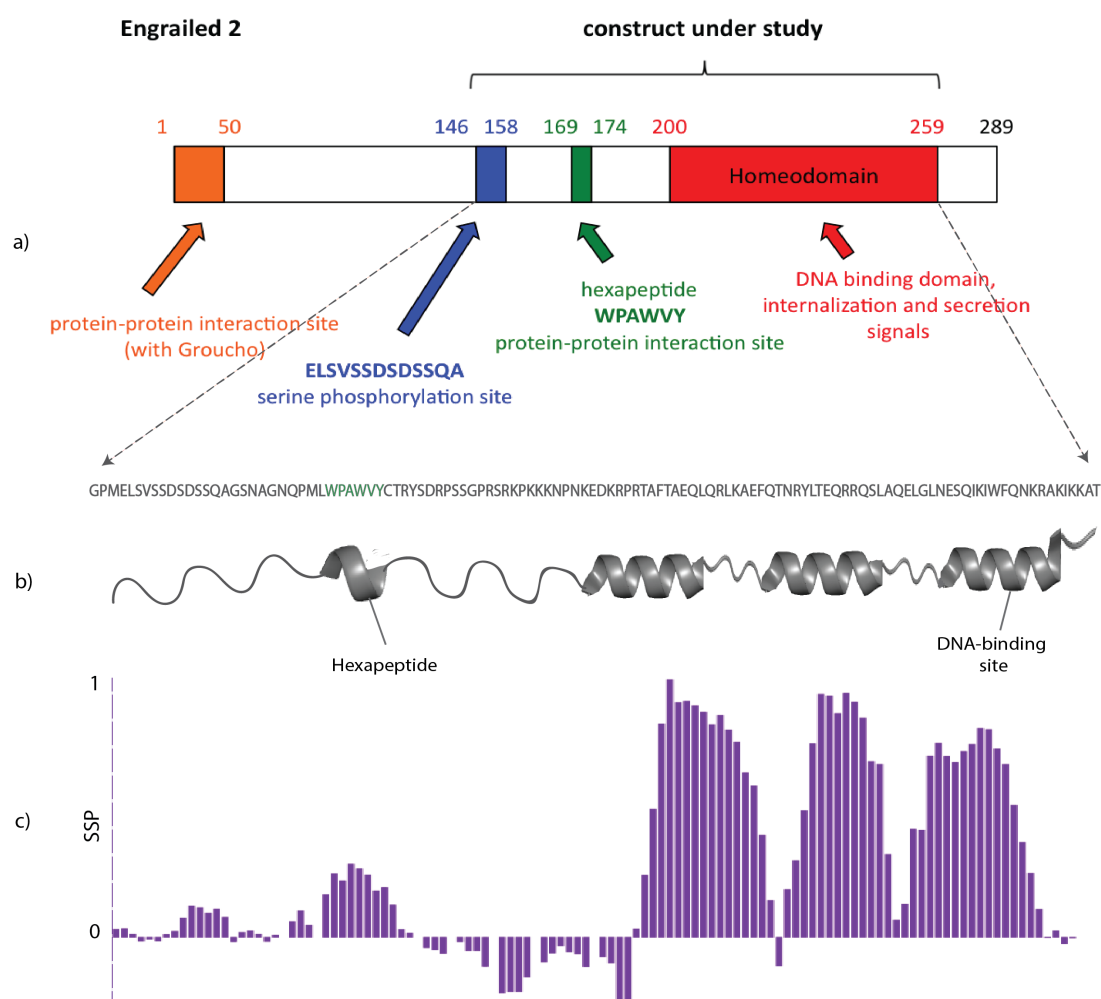 Engrailed 2
construct under study
1 50 146 158 169 174 200 259 289
Homeodomain
a)
DNA binding domain,
internalization and secretion
signals
hexapeptide
WPAWVY
protein-protein interaction site
protein-protein interaction site
(with Groucho)
ELSVSSDSDSSQA
serine phosphorylation site
GPMELSVSSDSDSSQAGSNAGNQPMLWPAWVYCTRYSDRPSSGPRSRKPKKKNPNKEDKRPRTAFTAEQLQRLKAEFQTNRYLTEQRRQSLAQELGLNESQIKIWFQNKRAKIKKAT
b)
Hexapeptide
DNA-binding
site
1
c)
SSP
0